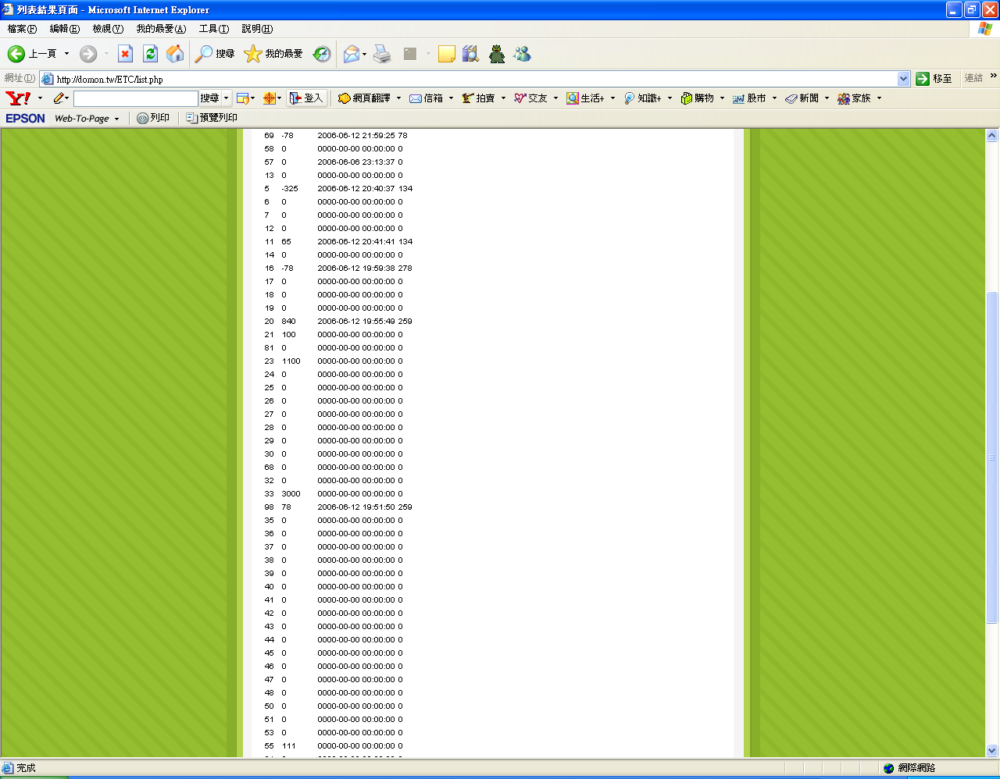 列表結果頁面 - Microsoft Internet Explorer
檔案(F) 編輯(E) 檢視(V) 我的最愛(A) 工具(T) 說明(H)
上一頁 搜尋 我的最愛
網址(D) http://domon.tw/ETC/list.php 移至 連結 »
Y! 搜尋 登入 網頁翻譯 信箱 拍賣 交友 生活+ 知識+ 購物 股市 新聞 家族
EPSON Web-To-Page 列印 預覽列印
69 -78 2006-06-12 21:59:25 78
58 0 0000-00-00 00:00:00 0
57 0 2006-06-06 23:13:37 0
13 0 0000-00-00 00:00:00 0
5 -325 2006-06-12 20:40:37 134
6 0 0000-00-00 00:00:00 0
7 0 0000-00-00 00:00:00 0
12 0 0000-00-00 00:00:00 0
11 65 2006-06-12 20:41:41 134
14 0 0000-00-00 00:00:00 0
16 -78 2006-06-12 19:59:38 278
17 0 0000-00-00 00:00:00 0
18 0 0000-00-00 00:00:00 0
19 0 0000-00-00 00:00:00 0
20 840 2006-06-12 19:55:49 259
21 100 0000-00-00 00:00:00 0
81 0 0000-00-00 00:00:00 0
23 1100 0000-00-00 00:00:00 0
24 0 0000-00-00 00:00:00 0
25 0 0000-00-00 00:00:00 0
26 0 0000-00-00 00:00:00 0
27 0 0000-00-00 00:00:00 0
28 0 0000-00-00 00:00:00 0
29 0 0000-00-00 00:00:00 0
30 0 0000-00-00 00:00:00 0
68 0 0000-00-00 00:00:00 0
32 0 0000-00-00 00:00:00 0
33 3000 0000-00-00 00:00:00 0
98 78 2006-06-12 19:51:50 259
35 0 0000-00-00 00:00:00 0
36 0 0000-00-00 00:00:00 0
37 0 0000-00-00 00:00:00 0
38 0 0000-00-00 00:00:00 0
39 0 0000-00-00 00:00:00 0
40 0 0000-00-00 00:00:00 0
41 0 0000-00-00 00:00:00 0
42 0 0000-00-00 00:00:00 0
43 0 0000-00-00 00:00:00 0
44 0 0000-00-00 00:00:00 0
45 0 0000-00-00 00:00:00 0
46 0 0000-00-00 00:00:00 0
47 0 0000-00-00 00:00:00 0
48 0 0000-00-00 00:00:00 0
50 0 0000-00-00 00:00:00 0
51 0 0000-00-00 00:00:00 0
53 0 0000-00-00 00:00:00 0
55 111 0000-00-00 00:00:00 0
完成 網際網路